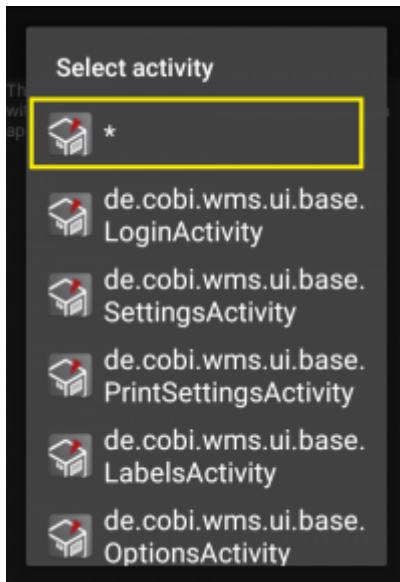 Select activity
*
de.cobi.wms.ui.base.
LoginActivity
de.cobi.wms.ui.base.
SettingsActivity
de.cobi.wms.ui.base.
PrintSettingsActivity
de.cobi.wms.ui.base.
LabelsActivity
de.cobi.wms.ui.base.
OptionsActivity